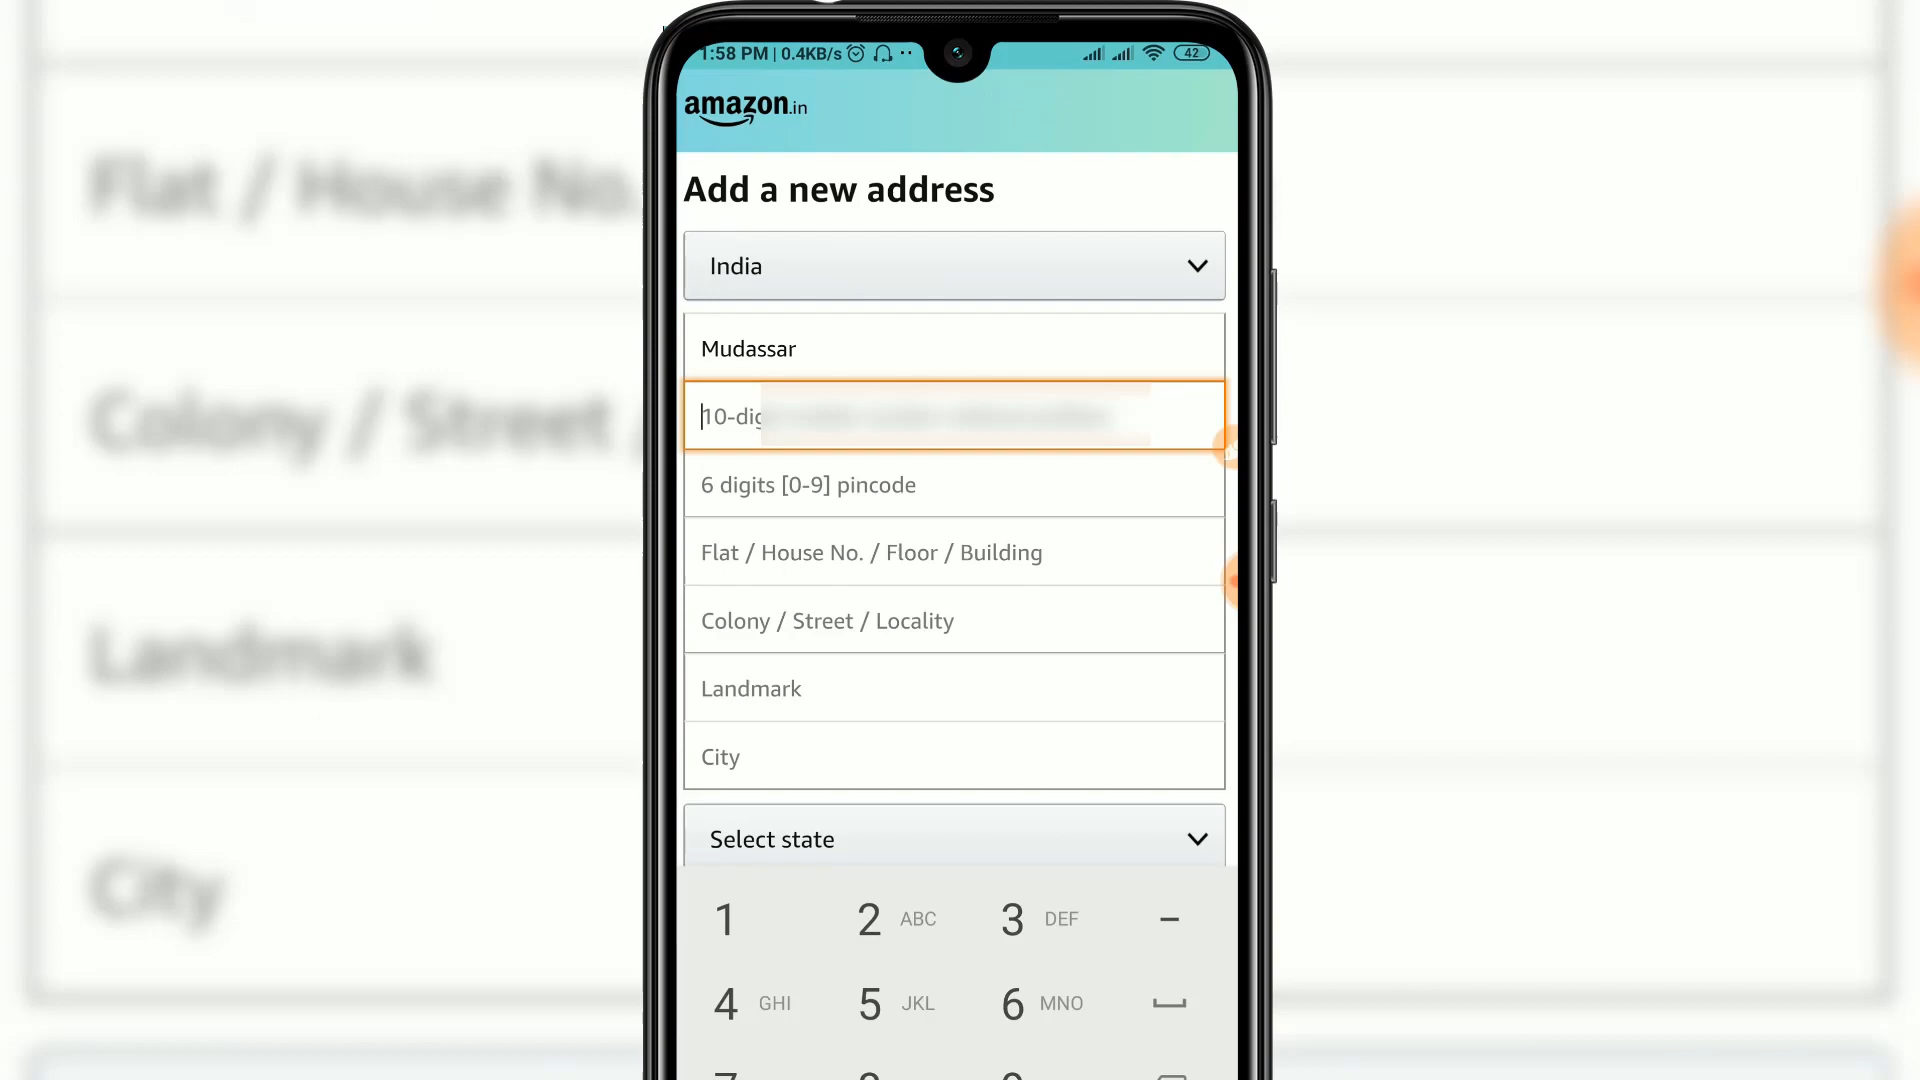 Flat / House No.
Colony / Street /
Landmark
City
1:58 PM | 0.4KB/s
42
amazon.in
Add a new address
India
Mudassar
10-dig
6 digits [0-9] pincode
Flat / House No. / Floor / Building
Colony / Street / Locality
Landmark
City
Select state
1 2 ABC 3 DEF -
4 GHI 5 JKL 6 MNO